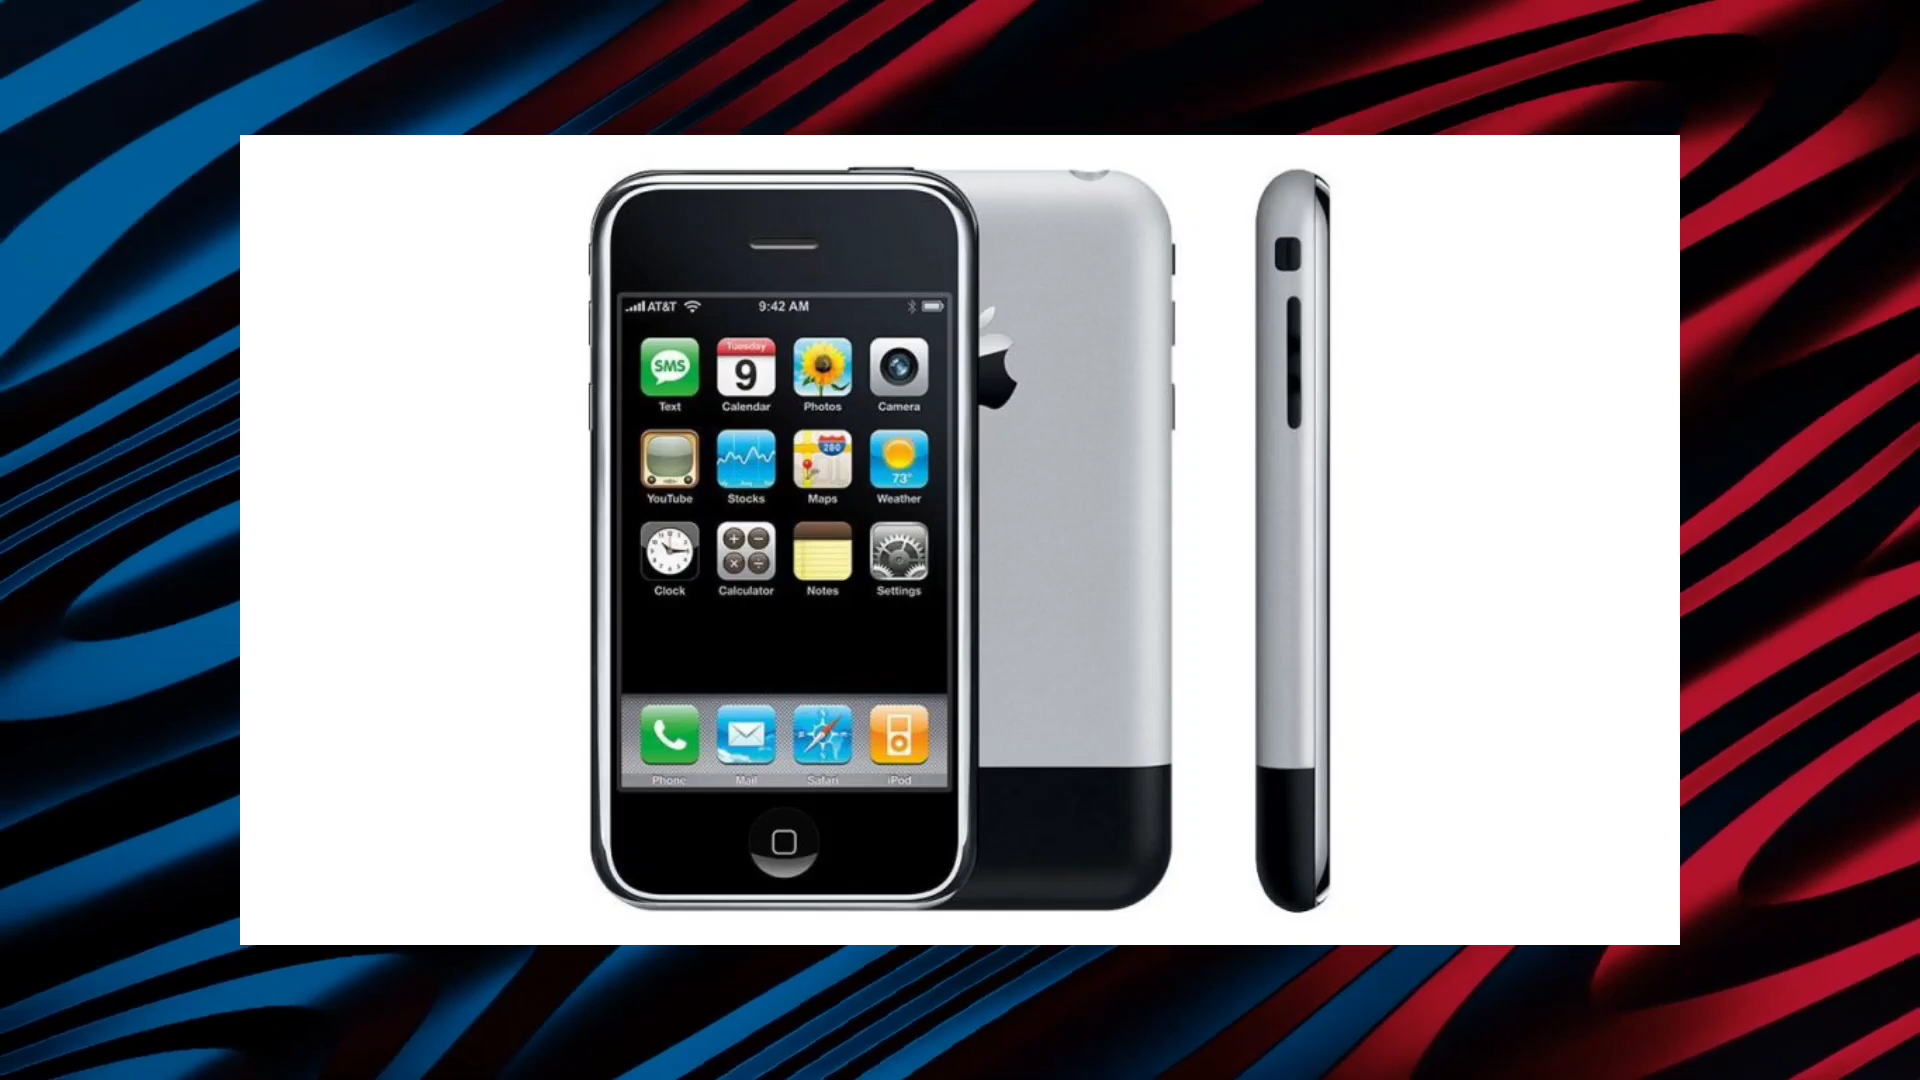 AT&T 9:42 AM
SMS Tuesday 9
Text Calendar Photos Camera
280 73°
YouTube Stocks Maps Weather
Clock Calculator Notes Settings
Phone Mail Safari iPod